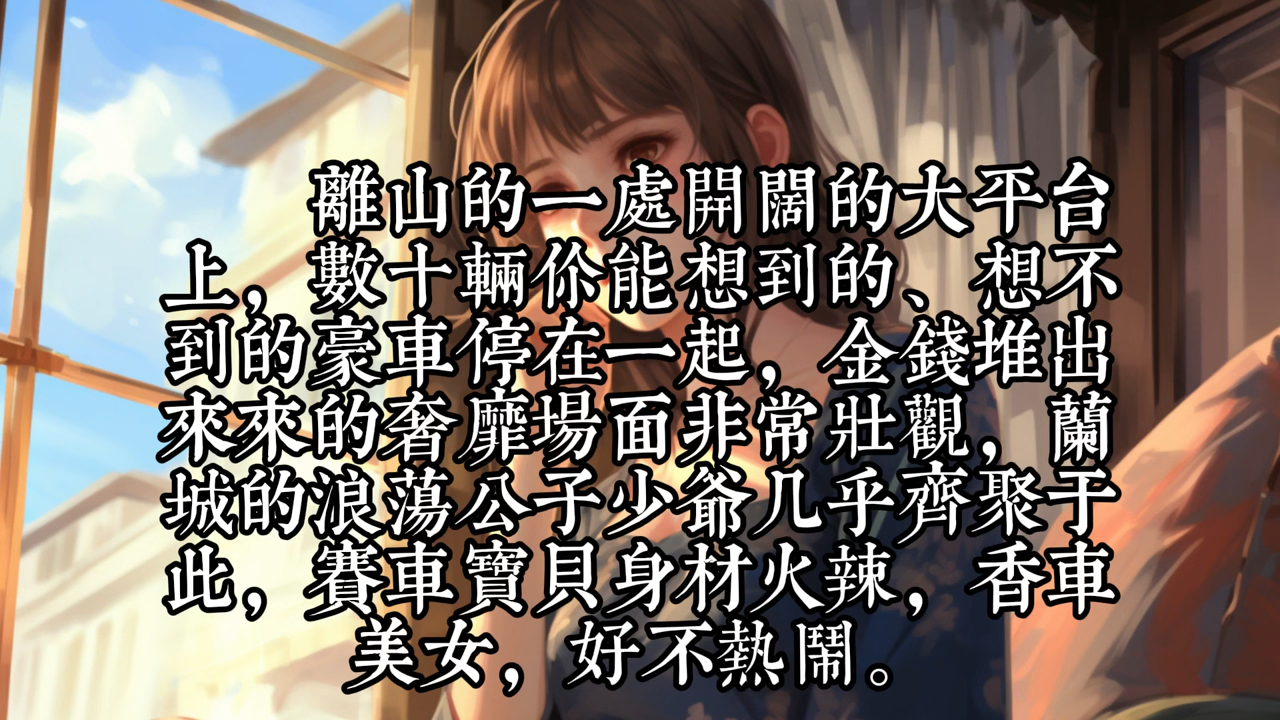 離山的一處開闊的大平台
上，數十輛你能想到的、想不
到的豪車停在一起，金錢堆出
來來的奢靡場面非常壯觀，蘭
城的浪蕩公子少爺几乎齊聚于
此，賽車寶貝身材火辣，香車
美女，好不熱鬧。